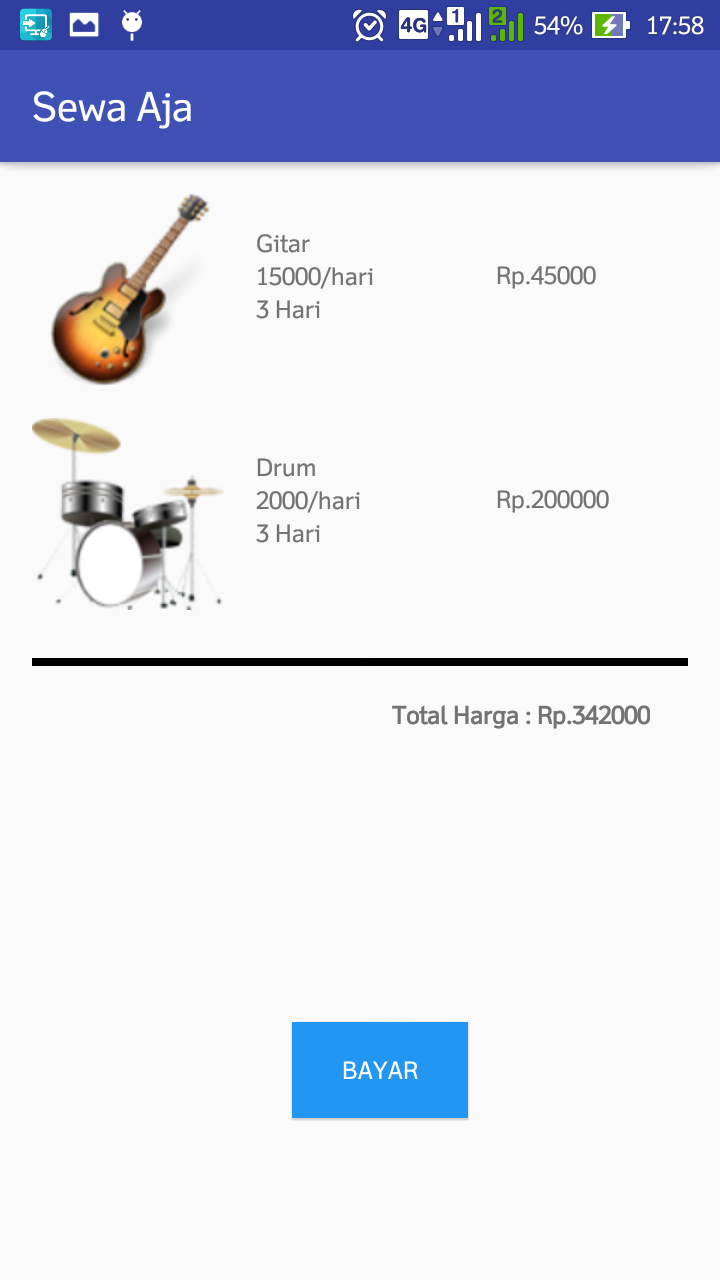 4G 1 2 54% 17:58
Sewa Aja
Gitar
15000/hari
3 Hari
Rp.45000
Drum
2000/hari
3 Hari
Rp.200000
Total Harga : Rp.342000
BAYAR